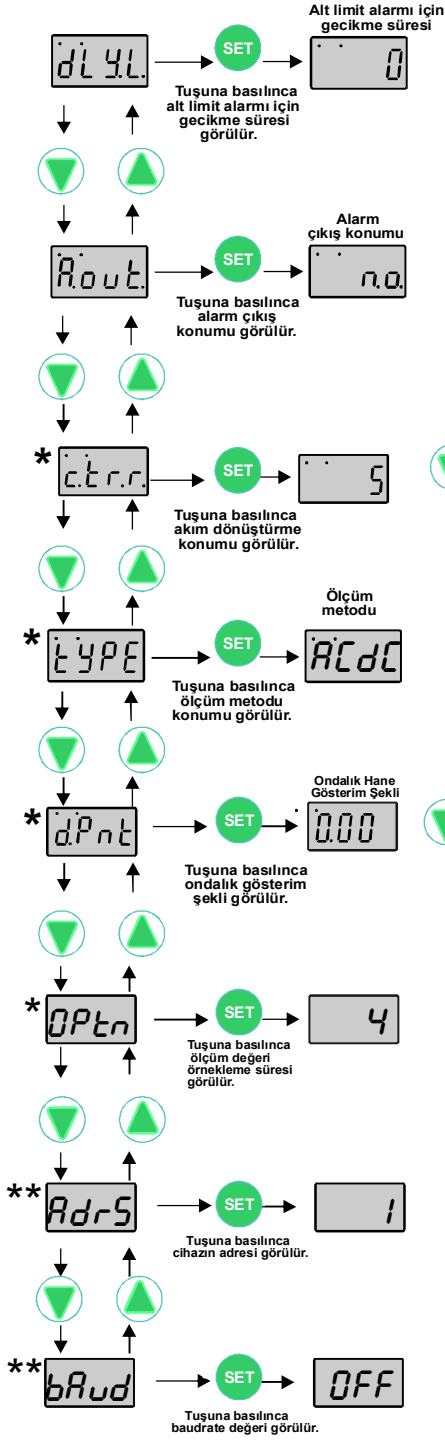 Alt limit alarmı için
gecikme süresi
dLY.L.
SET
0
Tuşuna basılınca
alt limit alarmı için
gecikme süresi
görülür.
Alarm
çıkış konumu
A.out.
SET
n.o.
Tuşuna basılınca
alarm çıkış
konumu görülür.
* c.tr.r.
SET
5
Tuşuna basılınca
akım dönüştürme
konumu görülür.
Ölçüm
metodu
* tYPE
SET
ACdC
Tuşuna basılınca
ölçüm metodu
konumu görülür.
Ondalık Hane
Gösterim Şekli
* d.Pnt
SET
0.00
Tuşuna basılınca
ondalık gösterim
şekli görülür.
* OPtn
SET
4
Tuşuna basılınca
ölçüm değeri
örnekleme süresi
görülür.
** AdrS
SET
1
Tuşuna basılınca
cihazın adresi görülür.
** bAud
SET
OFF
Tuşuna basılınca
baudrate değeri görülür.